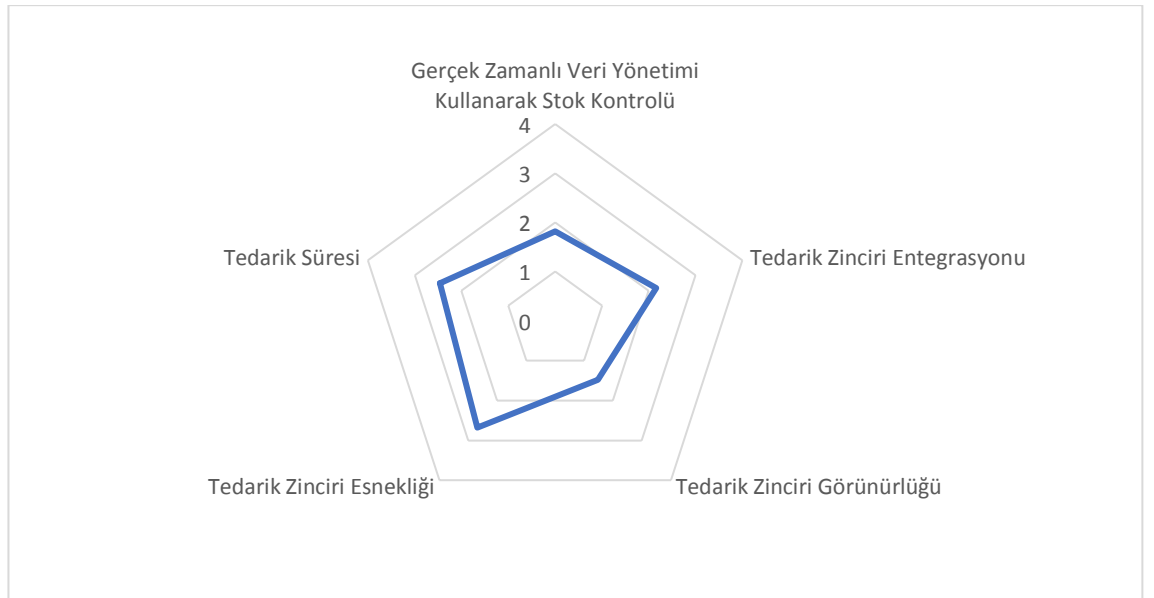 Gerçek Zamanlı Veri Yönetimi
Kullanarak Stok Kontrolü
4
3
2
1
0
Tedarik Süresi
Tedarik Zinciri Entegrasyonu
Tedarik Zinciri Esnekliği
Tedarik Zinciri Görünürlüğü